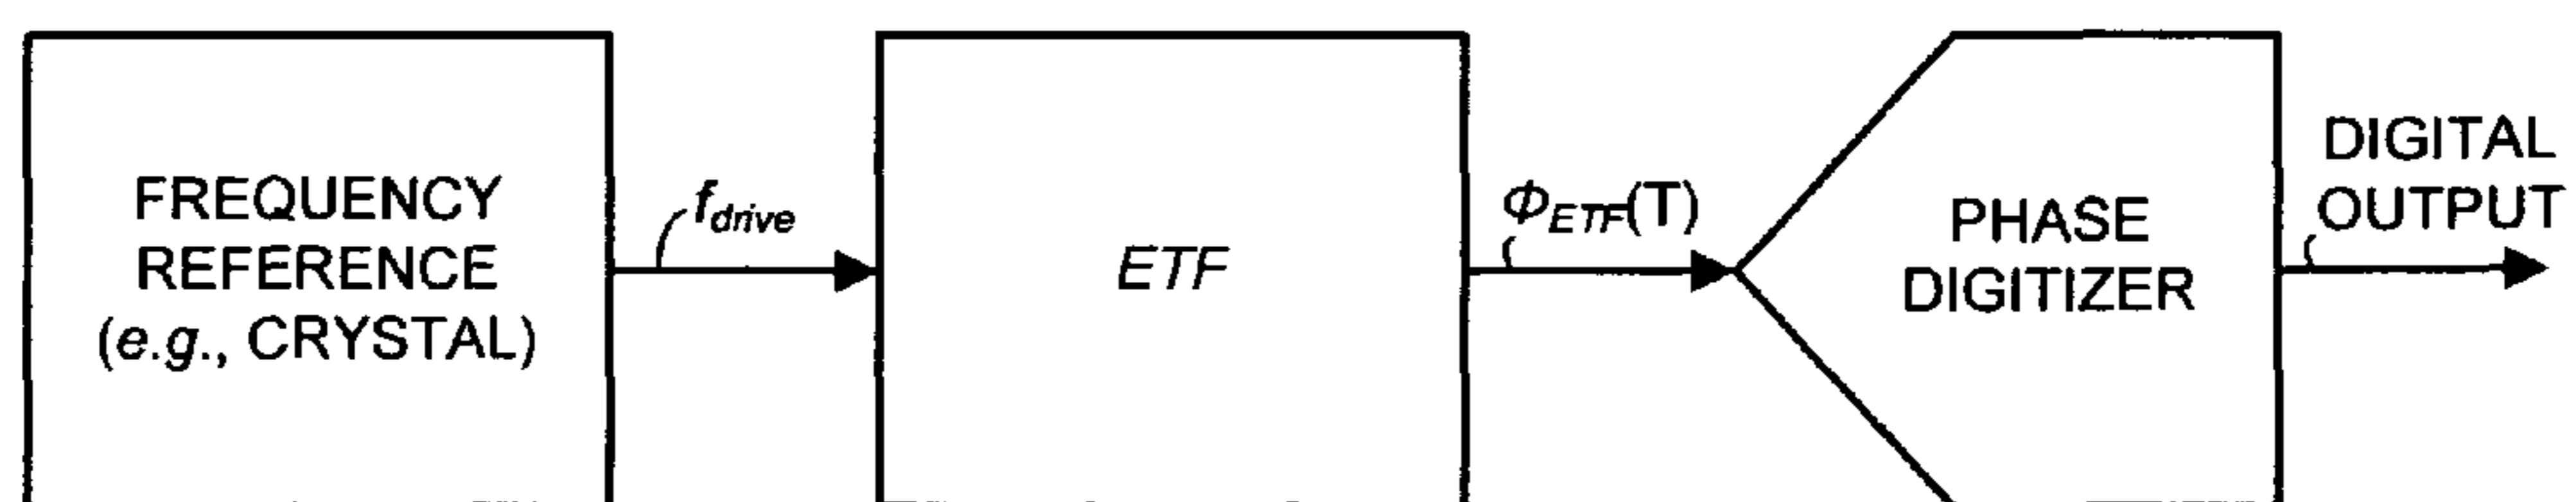 FREQUENCY
REFERENCE
(e.g., CRYSTAL)
f_drive
ETF
Φ_ETF(T)
PHASE
DIGITIZER
DIGITAL
OUTPUT